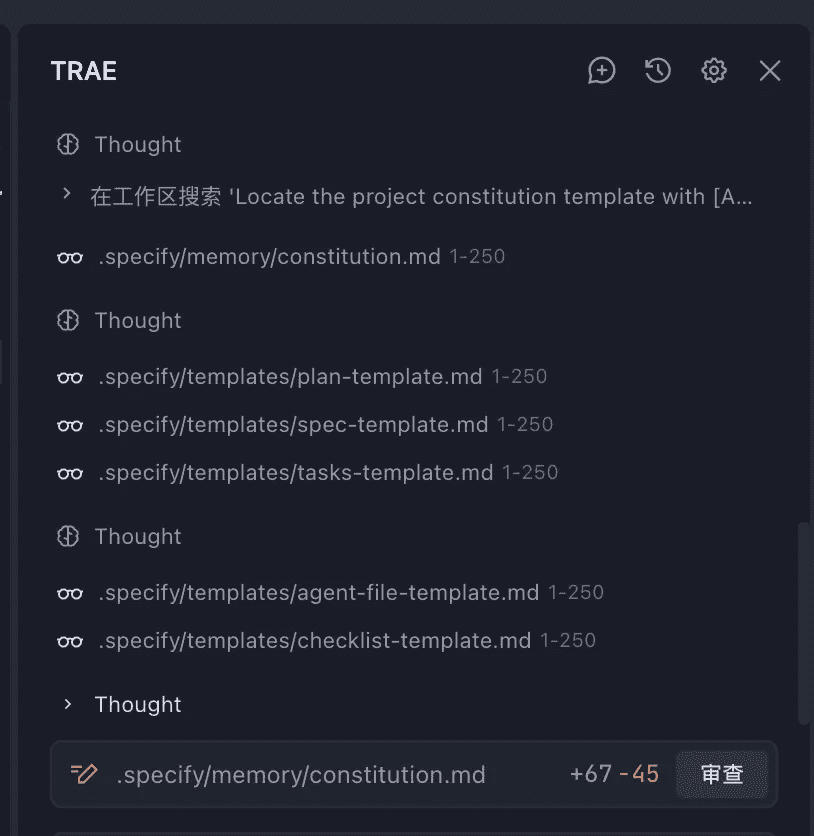 TRAE
Thought
在工作区搜索 'Locate the project constitution template with [A...
.specify/memory/constitution.md 1-250
Thought
.specify/templates/plan-template.md 1-250
.specify/templates/spec-template.md 1-250
.specify/templates/tasks-template.md 1-250
Thought
.specify/templates/agent-file-template.md 1-250
.specify/templates/checklist-template.md 1-250
Thought
.specify/memory/constitution.md +67 -45 审查